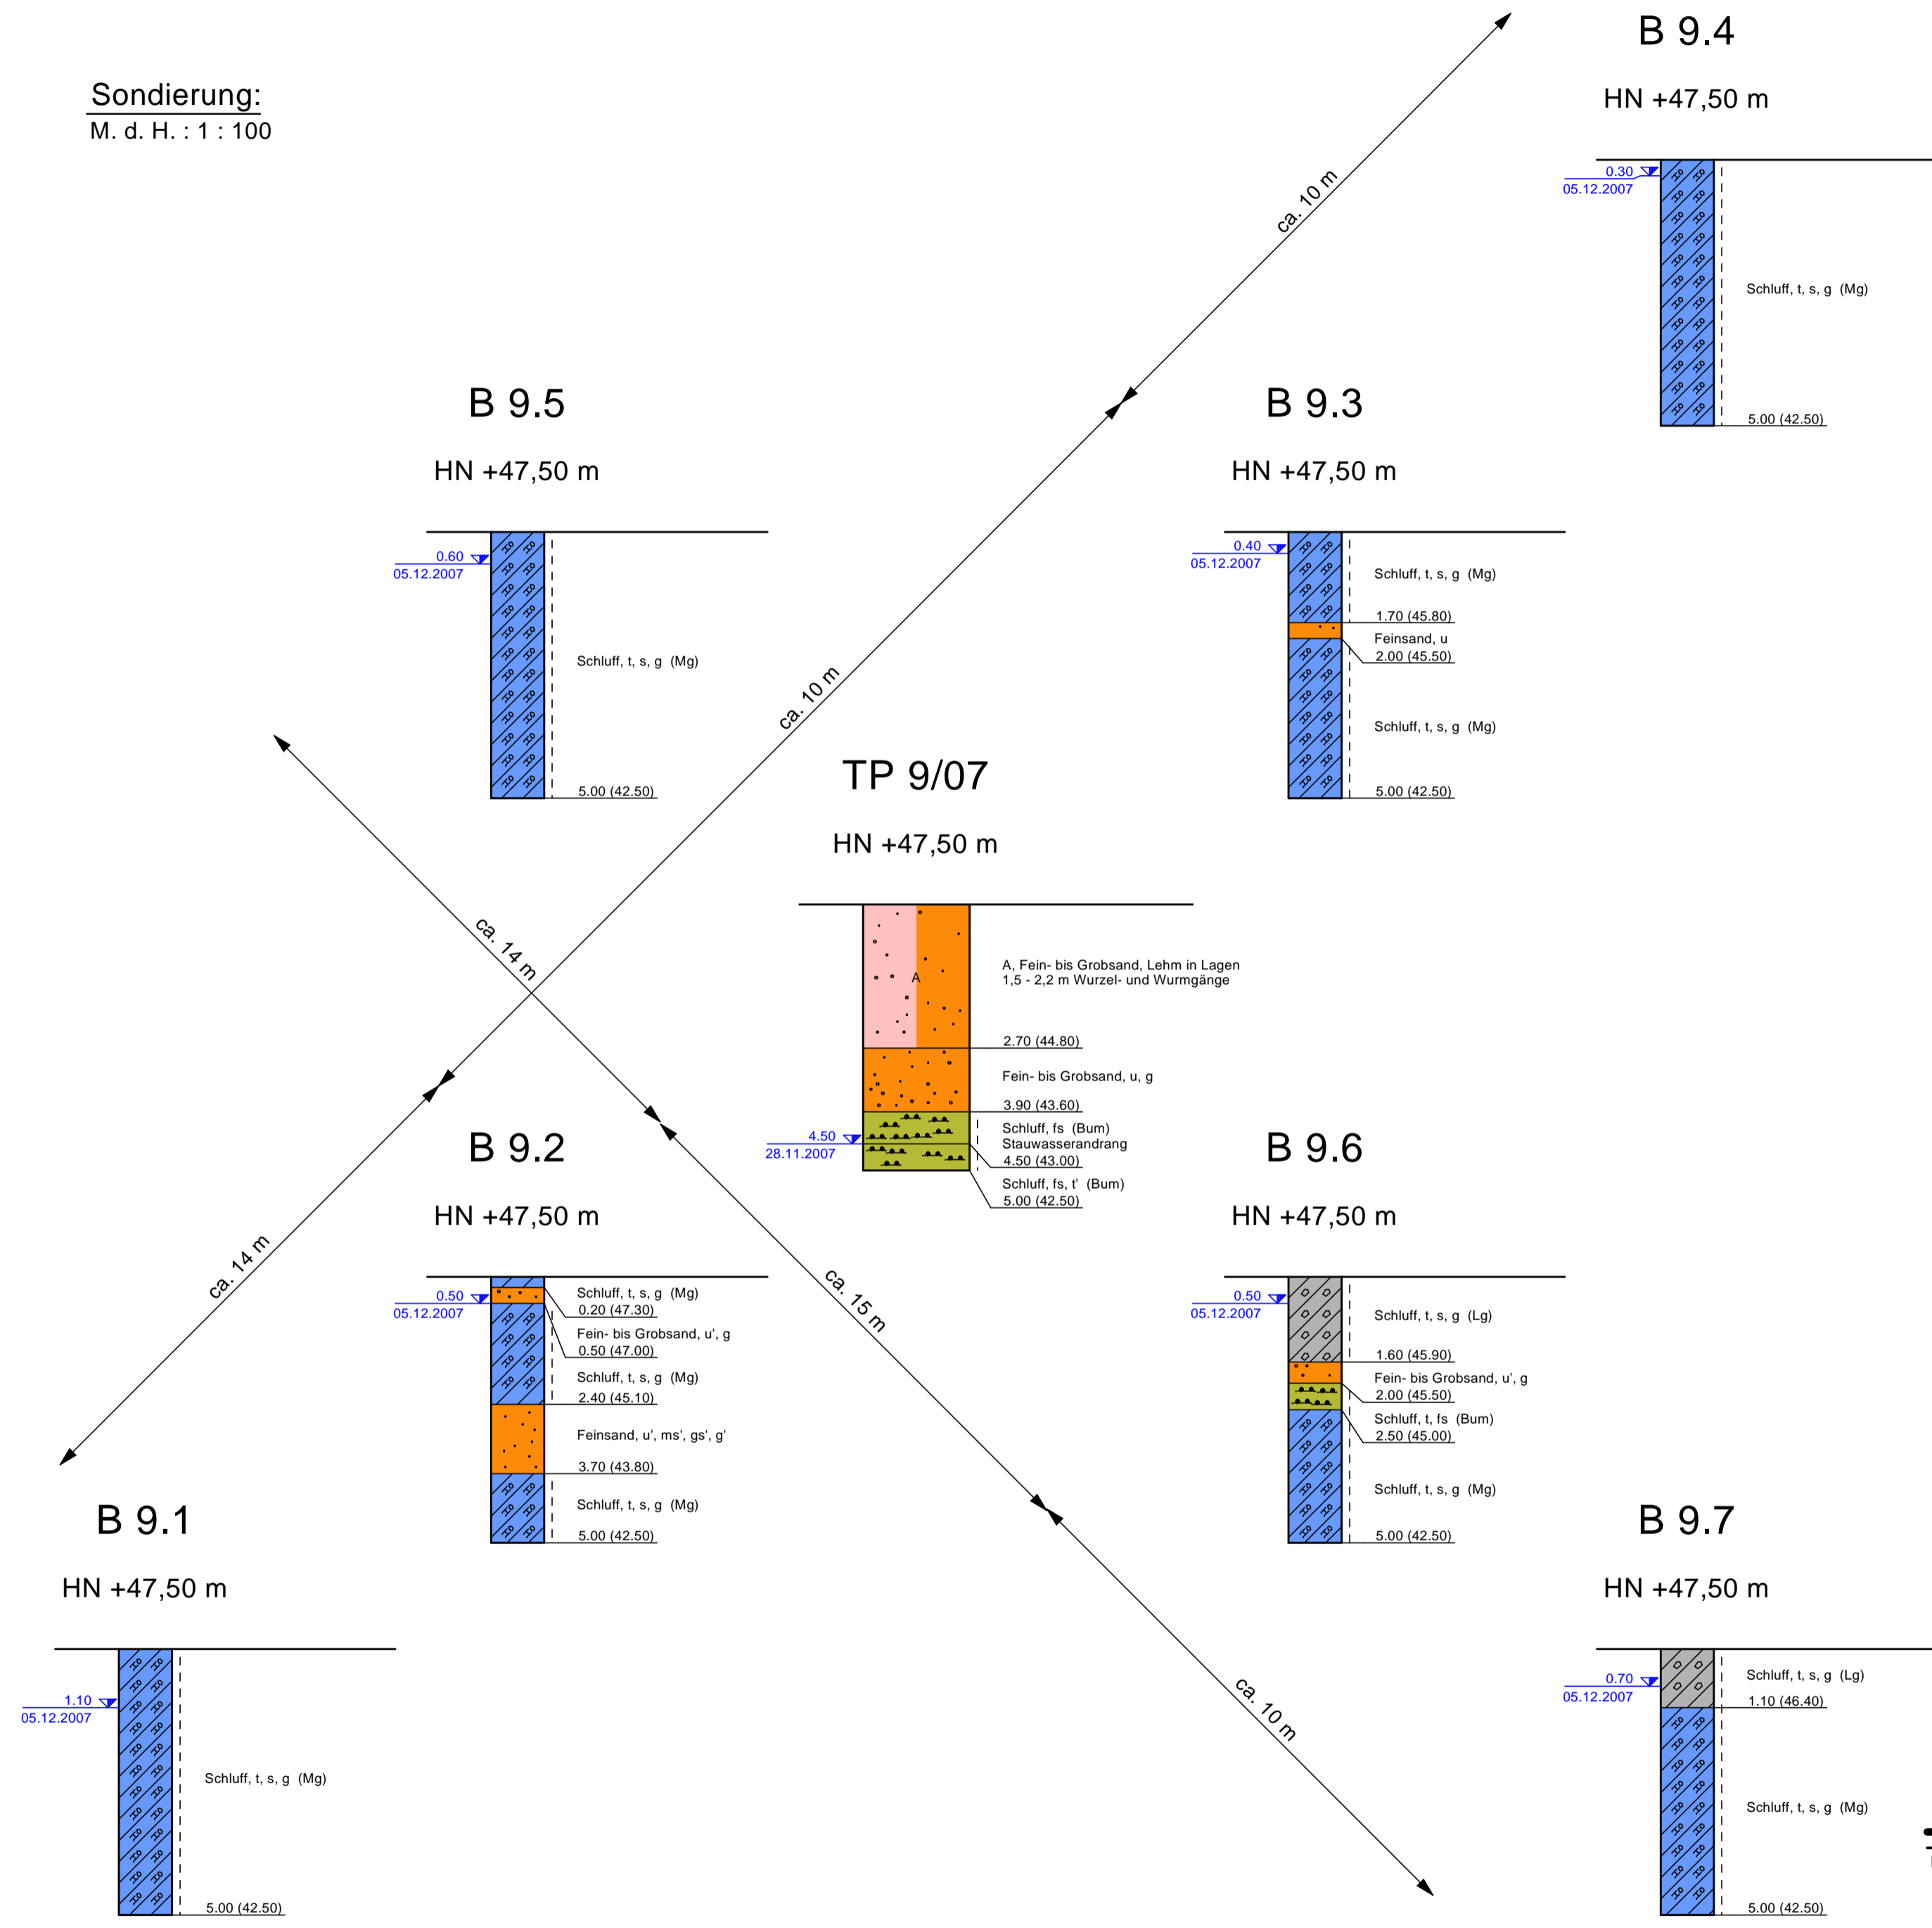 Sondierung:
M. d. H. : 1 : 100
B 9.4
HN +47,50 m
0.30
05.12.2007
Schluff, t, s, g (Mg)
5.00 (42.50)
ca. 10 m
B 9.5
HN +47,50 m
0.60
05.12.2007
Schluff, t, s, g (Mg)
5.00 (42.50)
B 9.3
HN +47,50 m
0.40
05.12.2007
Schluff, t, s, g (Mg)
1.70 (45.80)
Feinsand, u
2.00 (45.50)
Schluff, t, s, g (Mg)
5.00 (42.50)
ca. 10 m
TP 9/07
HN +47,50 m
A
A, Fein- bis Grobsand, Lehm in Lagen
1,5 - 2,2 m Wurzel- und Wurmgänge
2.70 (44.80)
Fein- bis Grobsand, u, g
3.90 (43.60)
4.50
28.11.2007
Schluff, fs (Bum)
Stauwasserandrang
4.50 (43.00)
Schluff, fs, t' (Bum)
5.00 (42.50)
ca. 14 m
ca. 14 m
B 9.2
HN +47,50 m
0.50
05.12.2007
Schluff, t, s, g (Mg)
0.20 (47.30)
Fein- bis Grobsand, u', g
0.50 (47.00)
Schluff, t, s, g (Mg)
2.40 (45.10)
Feinsand, u', ms', gs', g'
3.70 (43.80)
Schluff, t, s, g (Mg)
5.00 (42.50)
ca. 15 m
B 9.6
HN +47,50 m
0.50
05.12.2007
Schluff, t, s, g (Lg)
1.60 (45.90)
Fein- bis Grobsand, u', g
2.00 (45.50)
Schluff, t, fs (Bum)
2.50 (45.00)
Schluff, t, s, g (Mg)
5.00 (42.50)
B 9.1
HN +47,50 m
1.10
05.12.2007
Schluff, t, s, g (Mg)
5.00 (42.50)
ca. 10 m
B 9.7
HN +47,50 m
0.70
05.12.2007
Schluff, t, s, g (Lg)
1.10 (46.40)
Schluff, t, s, g (Mg)
5.00 (42.50)